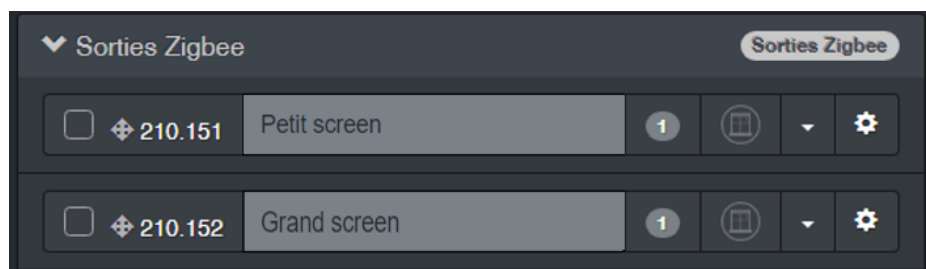 Sorties Zigbee Sorties Zigbee
210.151 Petit screen 1
210.152 Grand screen 1